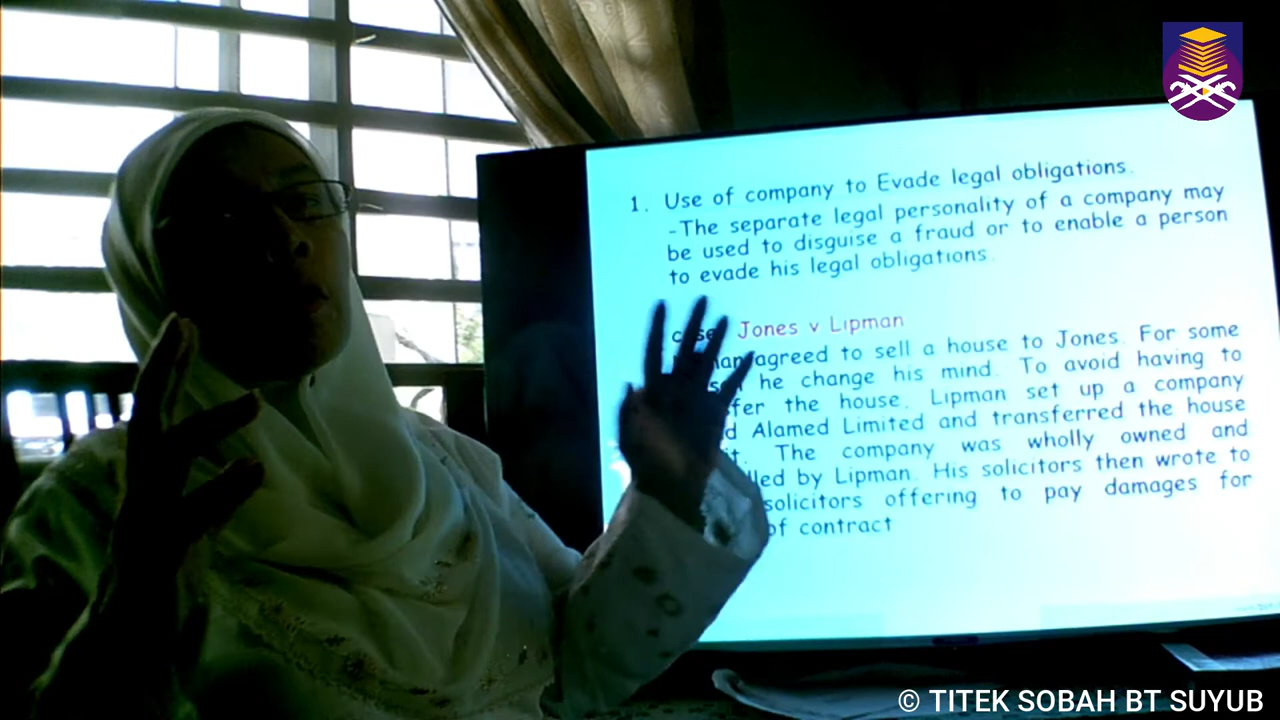 1. Use of company to Evade legal obligations.
-The separate legal personality of a company may
be used to disguise a fraud or to enable a person
to evade his legal obligations.
case Jones v Lipman
agreed to sell a house to Jones. For some
he change his mind. To avoid having to
the house, Lipman set up a company
Alamed Limited and transferred the house
The company was wholly owned and
by Lipman. His solicitors then wrote to
solicitors offering to pay damages for
of contract
© TITEK SOBAH BT SUYUB